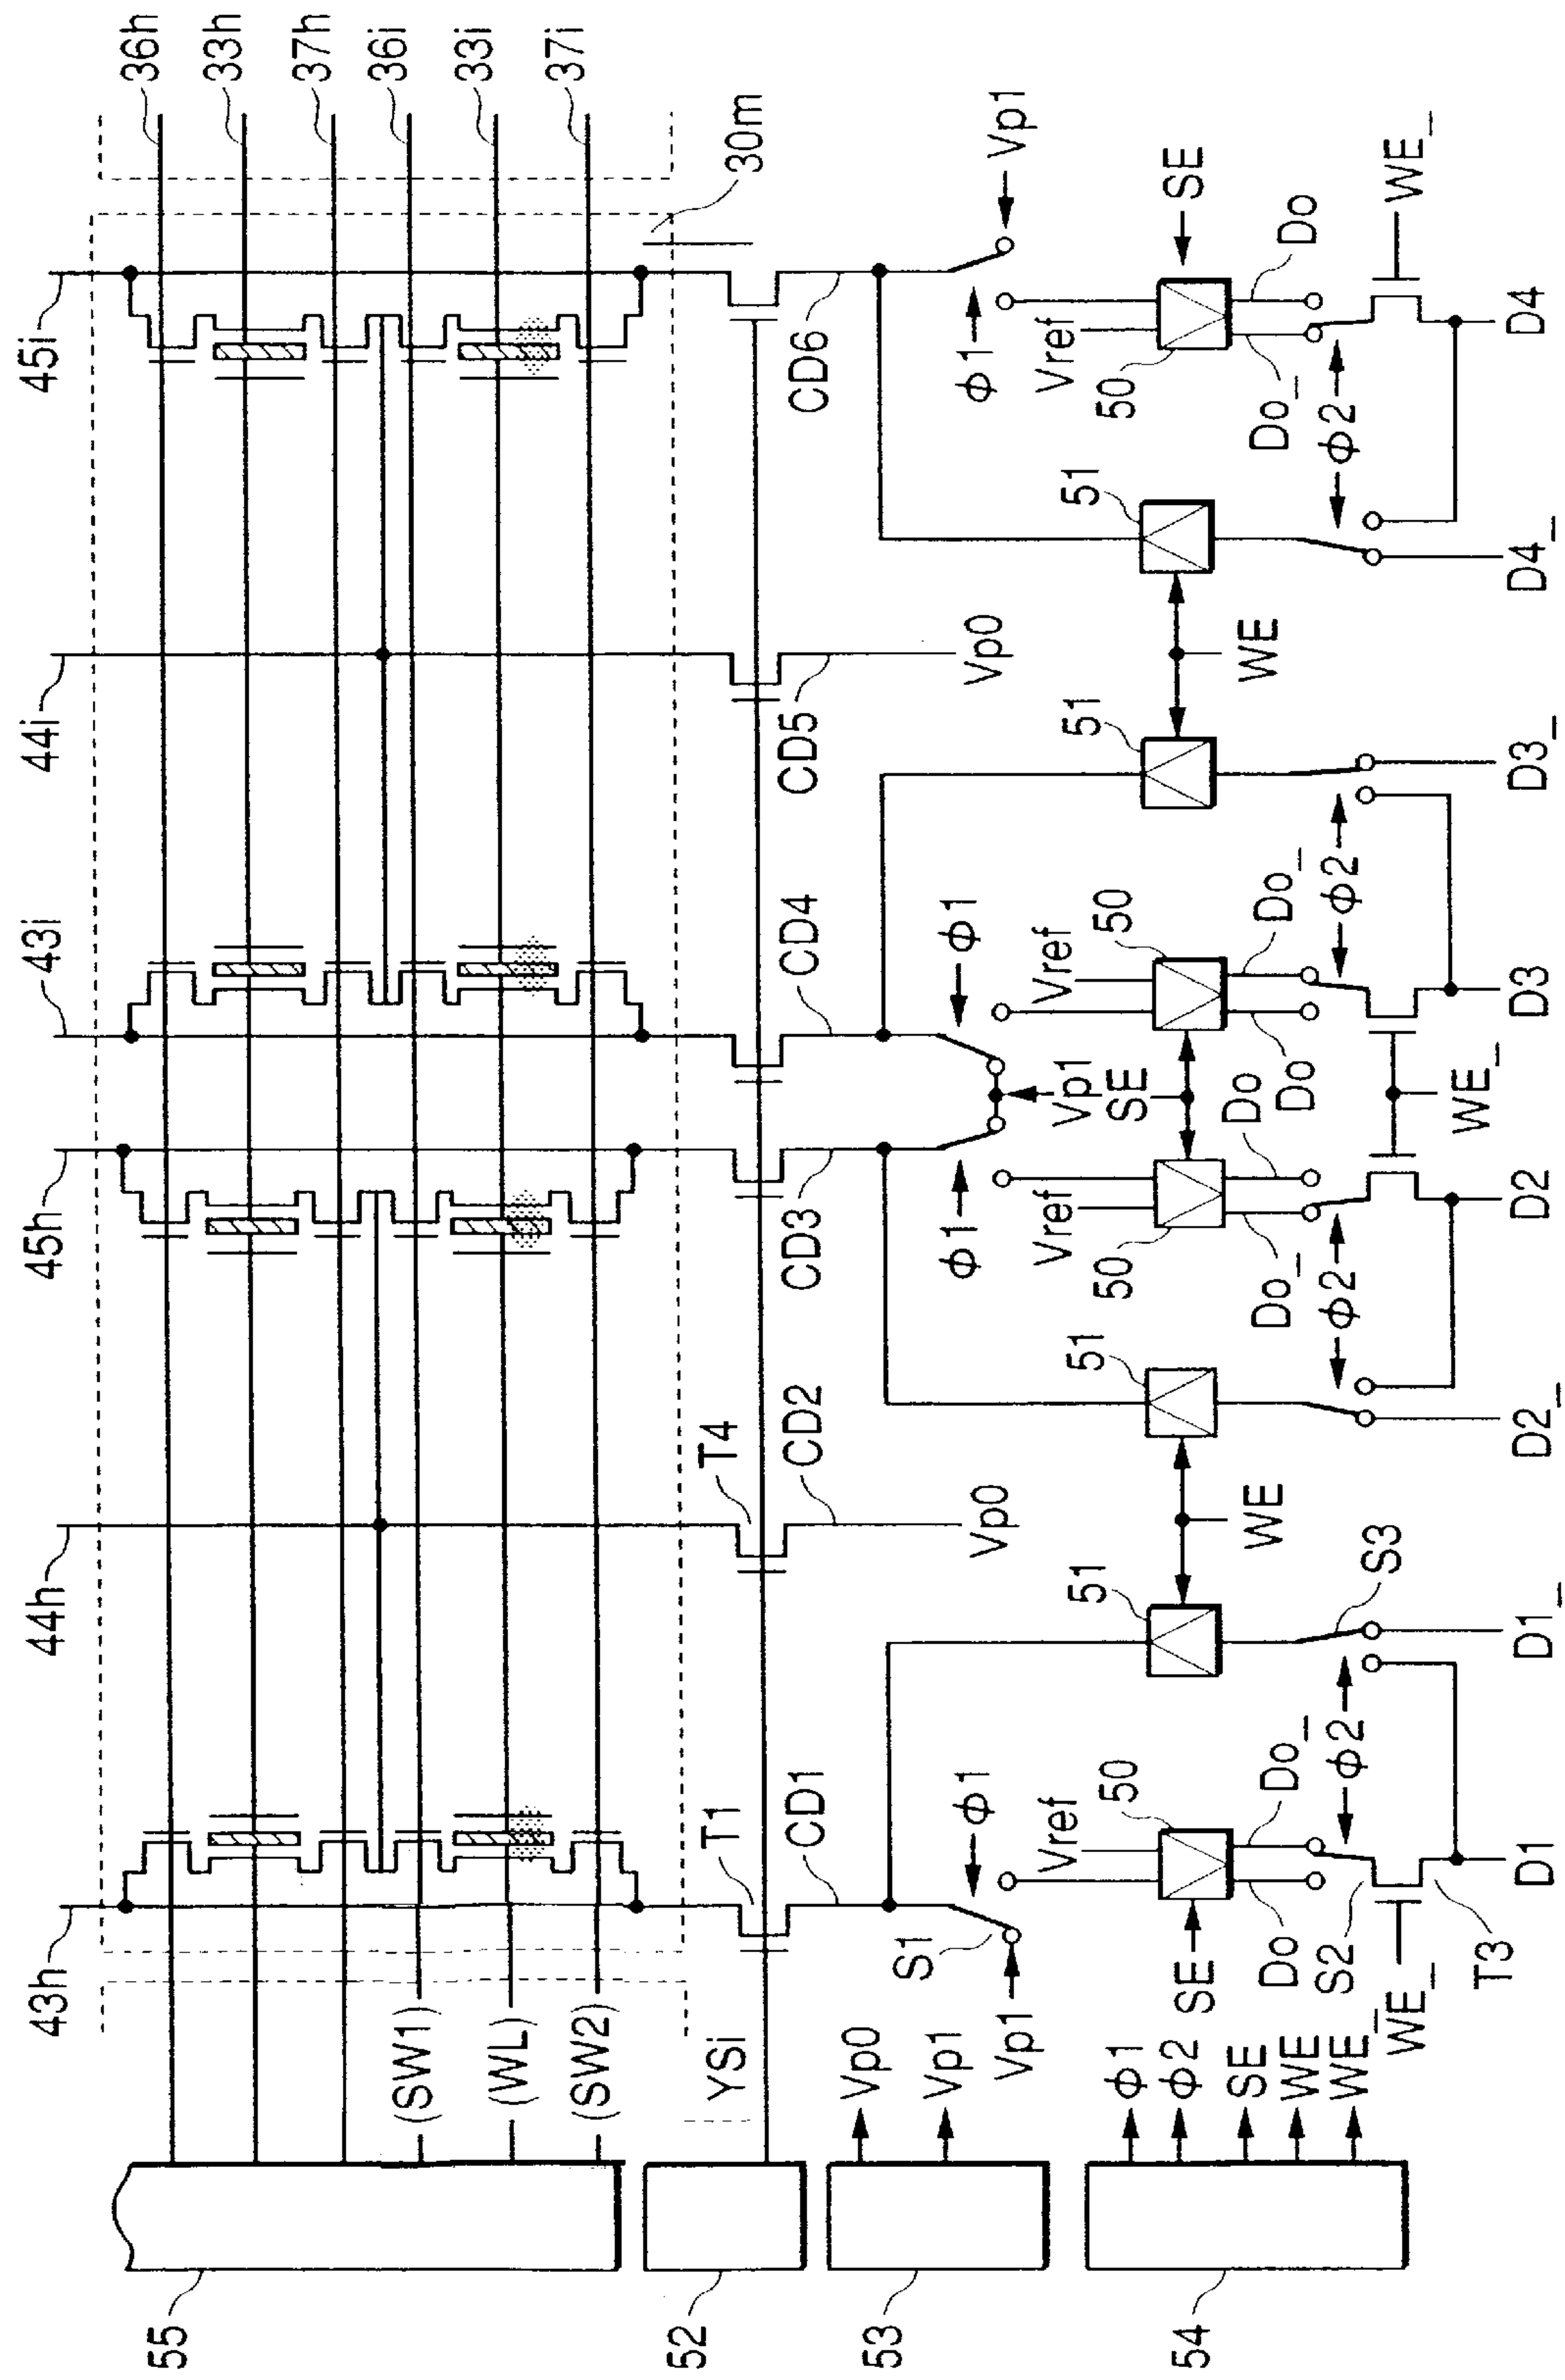 43h
44h
45h
43i
44i
45i
36h
33h
37h
36i
33i
37i
30m
(SW1)
(WL)
(SW2)
YSi
55
52
53
54
T1
T4
CD1
CD2
CD3
CD4
CD5
CD6
Vp0
Vp1
Vp1
S1
ϕ1
Vp0
ϕ1
Vp1
ϕ1
Vp0
ϕ1
Vp1
Vref
Vref
Vref
Vref
50
51
51
50
50
51
51
50
SE
SE
SE
WE
WE
Do
Do_
Do_
Do
Do
Do_
Do_
Do
ϕ1
ϕ2
SE
WE
WE_
S2
ϕ2
S3
ϕ2
ϕ2
ϕ2
WE_
T3
WE_
WE_
D1
D1_
D2_
D2
D3
D3_
D4_
D4